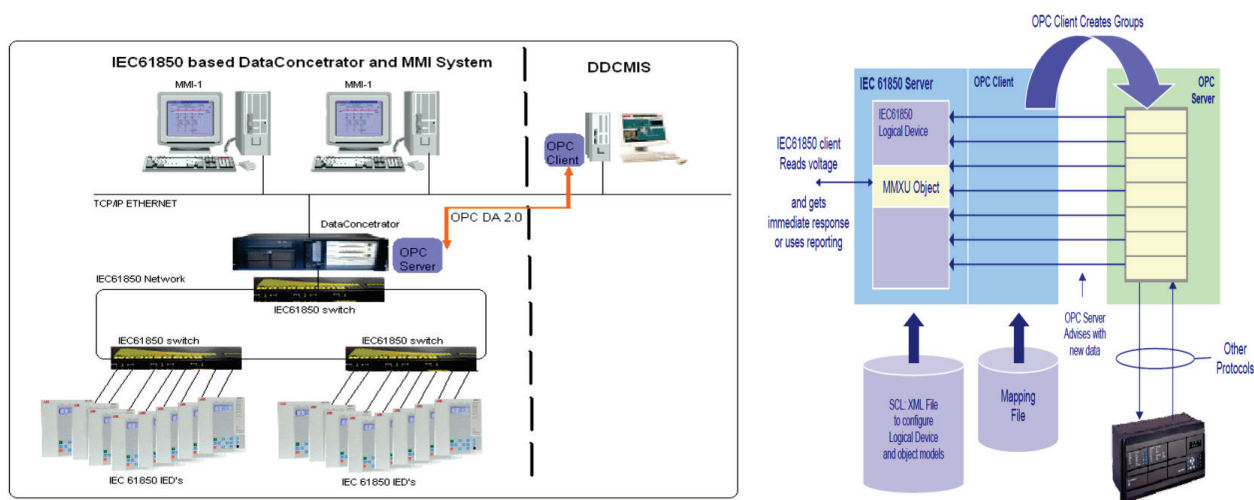 IEC61850 based DataConcetrator and MMI System
DDCMIS
MMI-1
MMI-1
OPC
Client
TCP/IP ETHERNET
OPC DA 2.0
DataConcetrator
OPC
Server
IEC61850 Network
IEC61850 switch
IEC61850 switch
IEC61850 switch
IEC 61850 IED's
IEC 61850 IED's
OPC Client Creates Groups
IEC 61850 Server
OPC Client
OPC
Server
IEC61850
Logical Device
IEC61850 client
Reads voltage
MMXU Object
and gets
immediate response
or uses reporting
OPC Server
Advises with
new data
Other
Protocols
SCL: XML File
to configure
Logical Device
and object models
Mapping
File